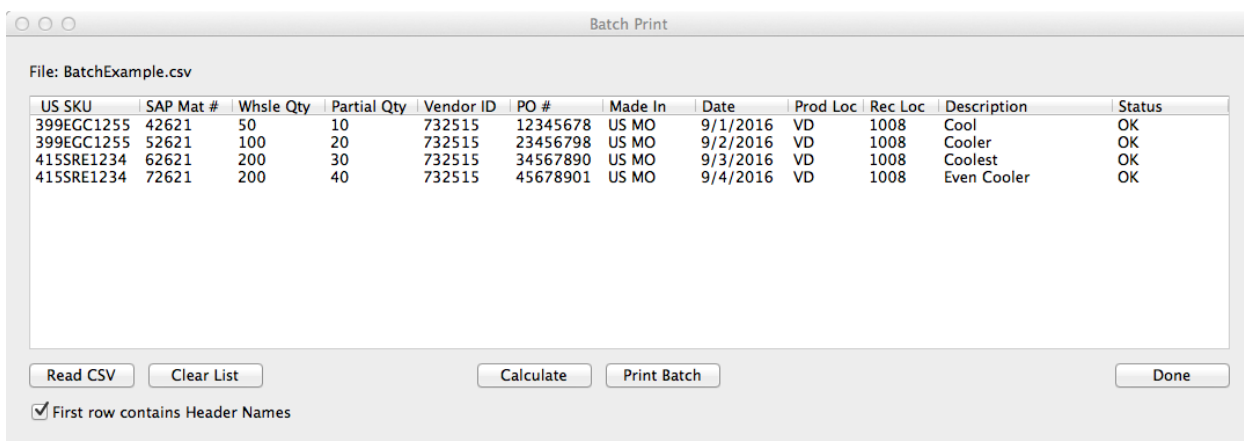 Batch Print
File: BatchExample.csv
US SKU SAP Mat # Whsle Qty Partial Qty Vendor ID PO # Made In Date Prod Loc Rec Loc Description Status
399EGC1255 42621 50 10 732515 12345678 US MO 9/1/2016 VD 1008 Cool OK
399EGC1255 52621 100 20 732515 23456798 US MO 9/2/2016 VD 1008 Cooler OK
415SRE1234 62621 200 30 732515 34567890 US MO 9/3/2016 VD 1008 Coolest OK
415SRE1234 72621 200 40 732515 45678901 US MO 9/4/2016 VD 1008 Even Cooler OK
Read CSV Clear List Calculate Print Batch Done
First row contains Header Names